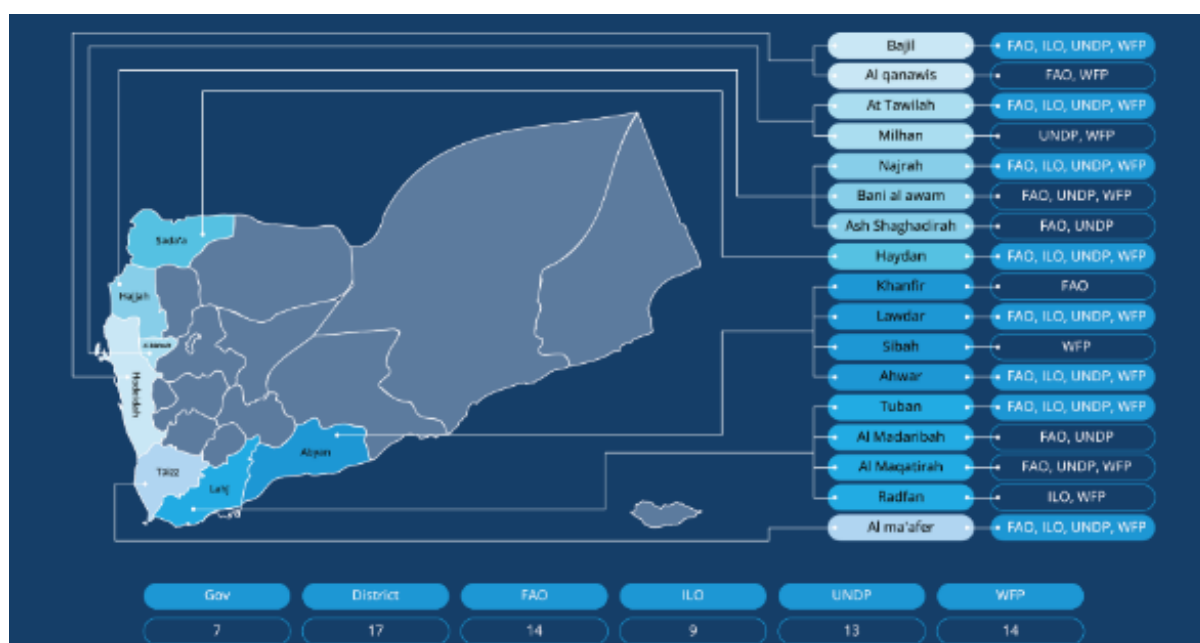 Bajil FAO, ILO, UNDP, WFP
Al qanawis FAO, WFP
At Tawilah FAO, ILO, UNDP, WFP
Milhan UNDP, WFP
Najrah FAO, ILO, UNDP, WFP
Bani al awam FAO, UNDP, WFP
Ash Shaghadirah FAO, UNDP
Haydan FAO, ILO, UNDP, WFP
Khanfir FAO
Lawdar FAO, ILO, UNDP, WFP
Sibah WFP
Ahwar FAO, ILO, UNDP, WFP
Tuban FAO, ILO, UNDP, WFP
Al Madaribah FAO, UNDP
Al Maqatirah FAO, UNDP, WFP
Radfan ILO, WFP
Al ma'afer FAO, ILO, UNDP, WFP
Sada'a
Hajjah
Hodeidah
Taizz
Lahj
Abyan
Gov District FAO ILO UNDP WFP
7 17 14 9 13 14